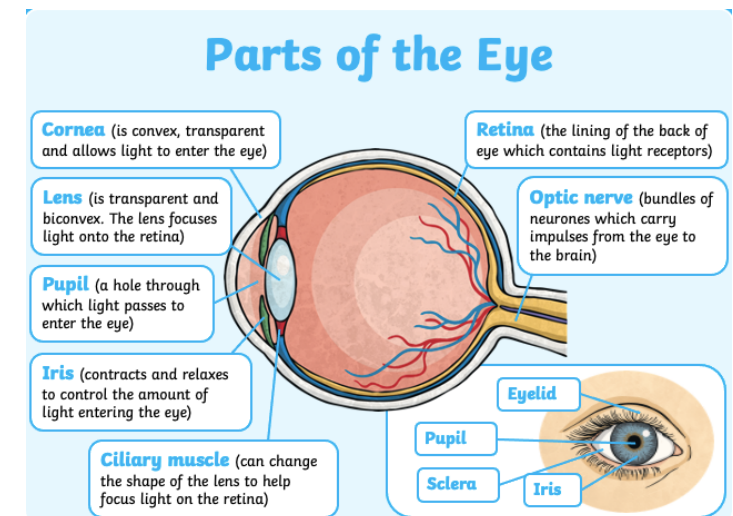 Parts of the Eye
Cornea (is convex, transparent
and allows light to enter the eye)
Lens (is transparent and
biconvex. The lens focuses
light onto the retina)
Pupil (a hole through
which light passes to
enter the eye)
Iris (contracts and relaxes
to control the amount of
light entering the eye)
Ciliary muscle (can change
the shape of the lens to help
focus light on the retina)
Retina (the lining of the back of
eye which contains light receptors)
Optic nerve (bundles of
neurones which carry
impulses from the eye to
the brain)
Eyelid
Pupil
Sclera
Iris